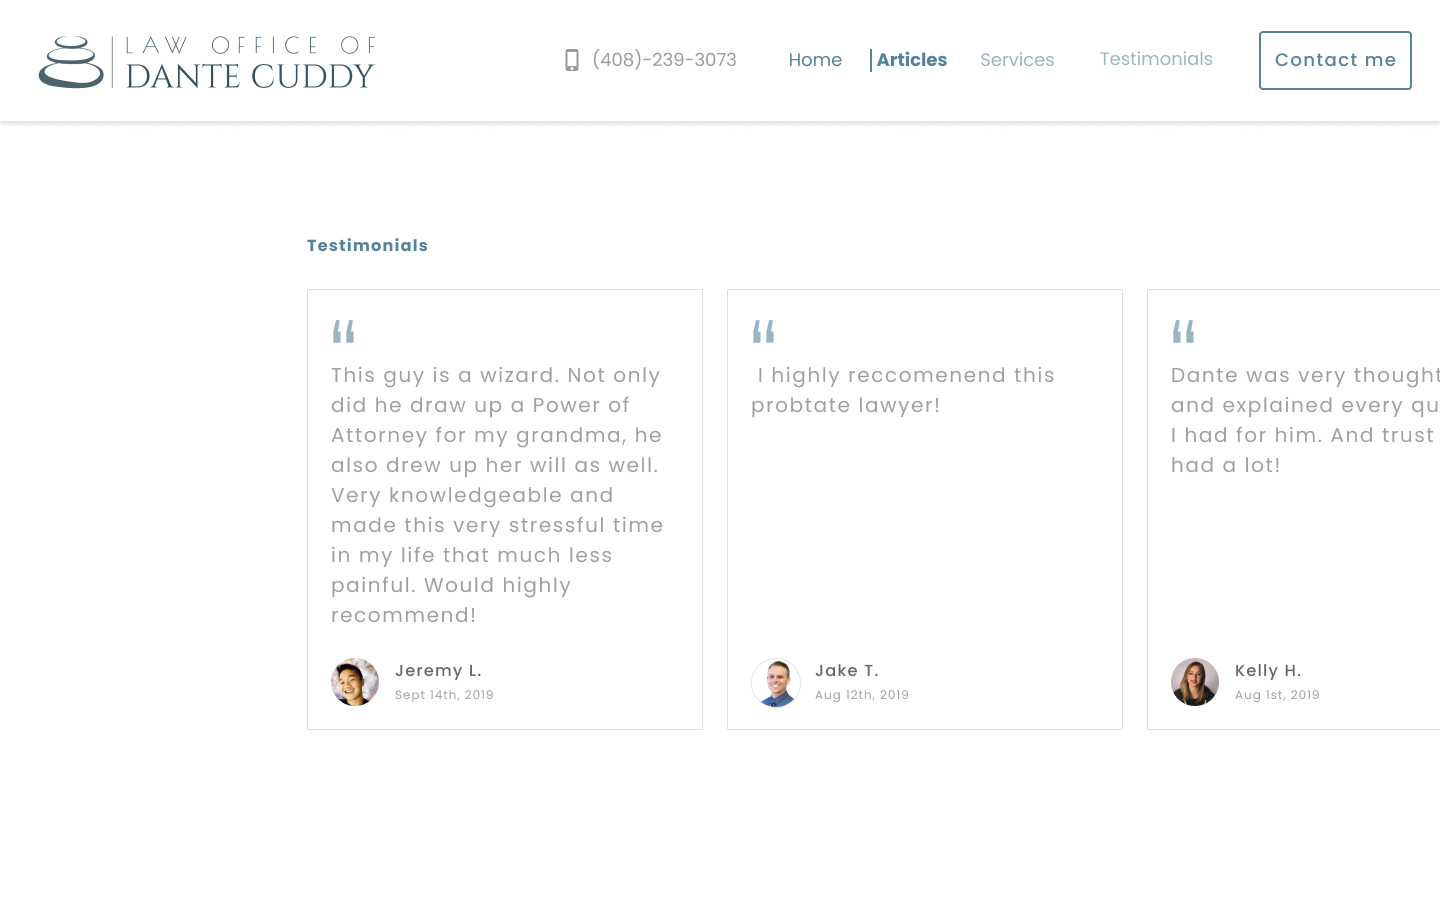 LAW OFFICE OF
DANTE CUDDY
(408)-239-3073
Home
Articles
Services
Testimonials
Contact me
Testimonials
“
This guy is a wizard. Not only
did he draw up a Power of
Attorney for my grandma, he
also drew up her will as well.
Very knowledgeable and
made this very stressful time
in my life that much less
painful. Would highly
recommend!
Jeremy L.
Sept 14th, 2019
“
I highly reccomenend this
probtate lawyer!
Jake T.
Aug 12th, 2019
“
Dante was very thought
and explained every qu
I had for him. And trust
had a lot!
Kelly H.
Aug 1st, 2019